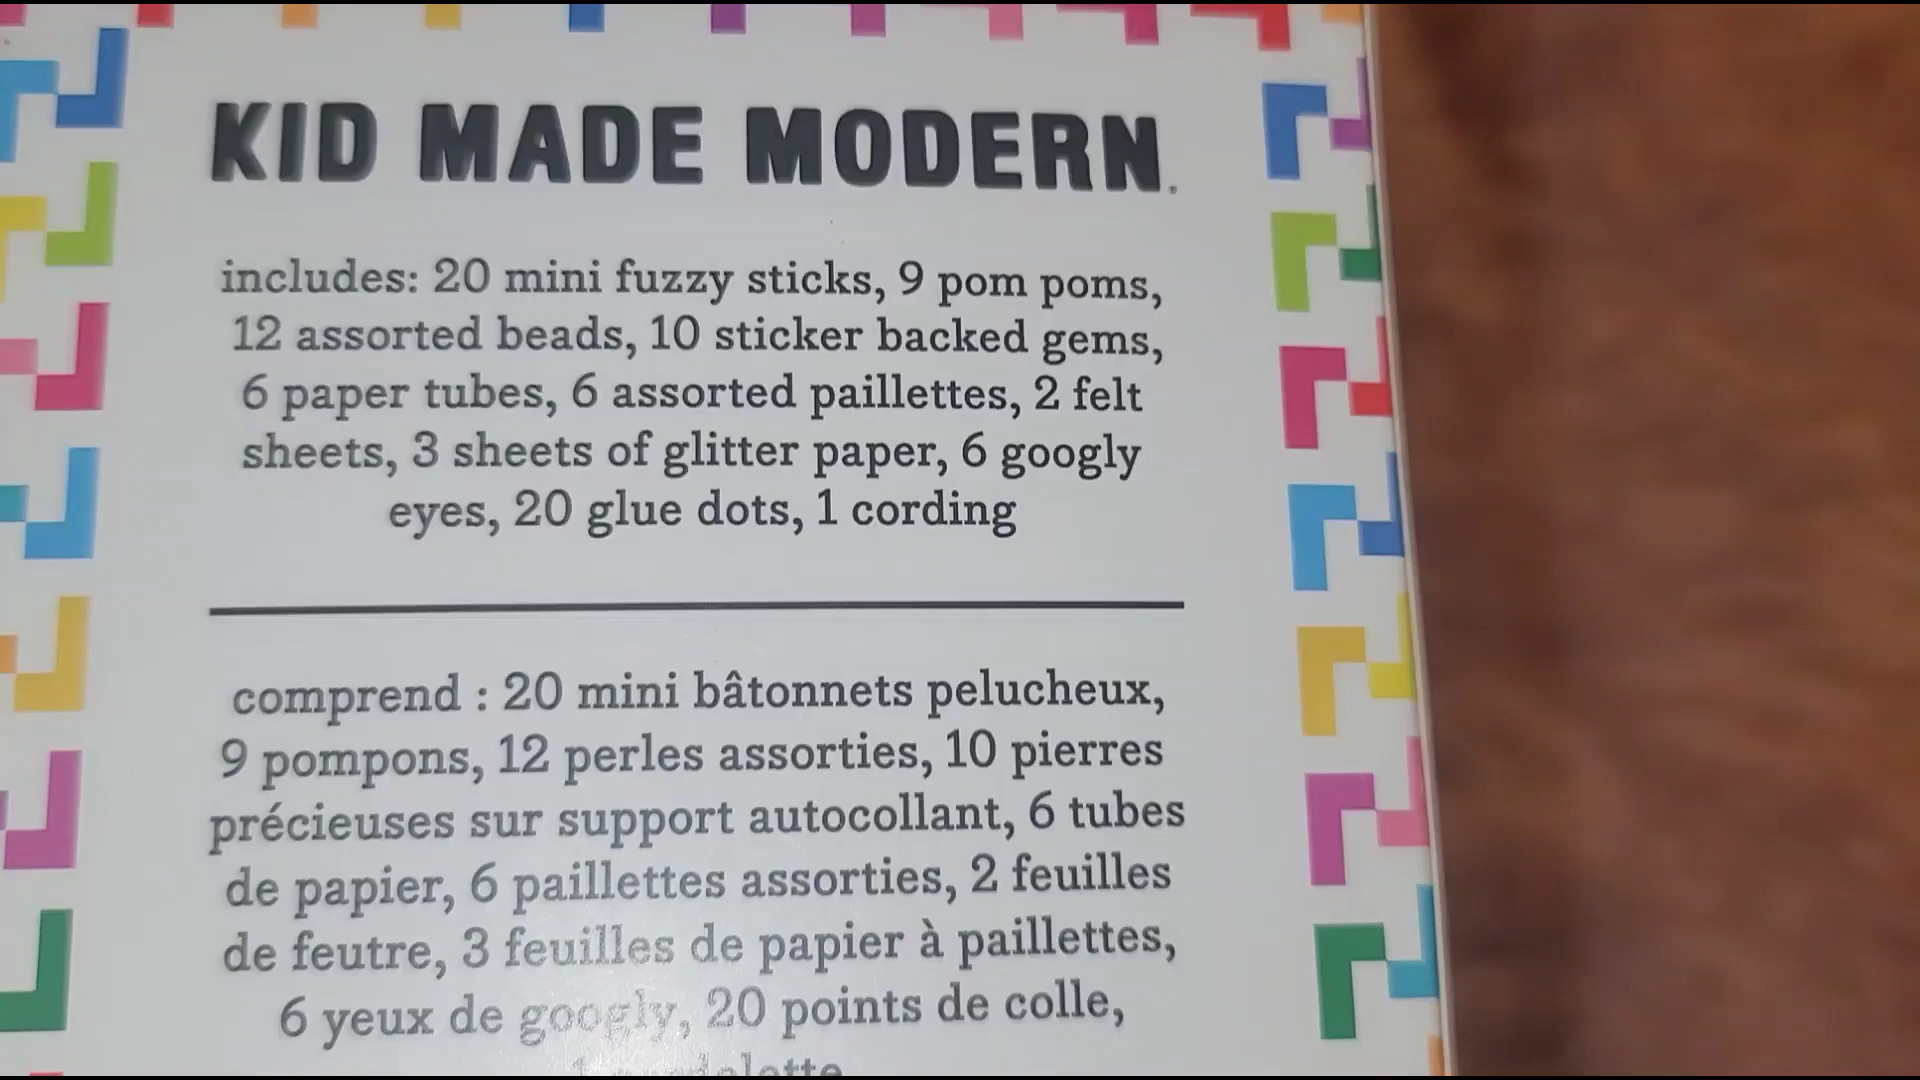 KID MADE MODERN.
includes: 20 mini fuzzy sticks, 9 pom poms,
12 assorted beads, 10 sticker backed gems,
6 paper tubes, 6 assorted paillettes, 2 felt
sheets, 3 sheets of glitter paper, 6 googly
eyes, 20 glue dots, 1 cording
comprend : 20 mini bâtonnets pelucheux,
9 pompons, 12 perles assorties, 10 pierres
précieuses sur support autocollant, 6 tubes
de papier, 6 paillettes assorties, 2 feuilles
de feutre, 3 feuilles de papier à paillettes,
6 yeux de googly, 20 points de colle,